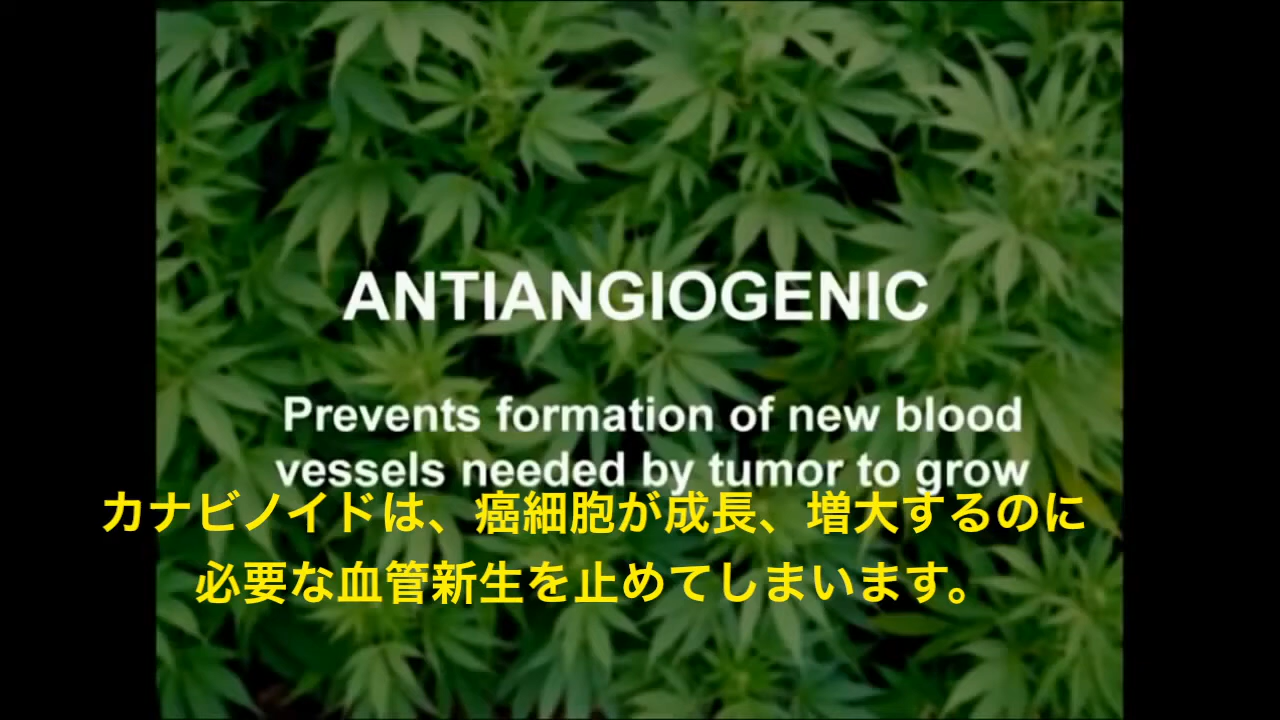 ANTIANGIOGENIC
Prevents formation of new blood
vessels needed by tumor to grow
カナビノイドは、癌細胞が成長、増大するのに
必要な血管新生を止めてしまいます。